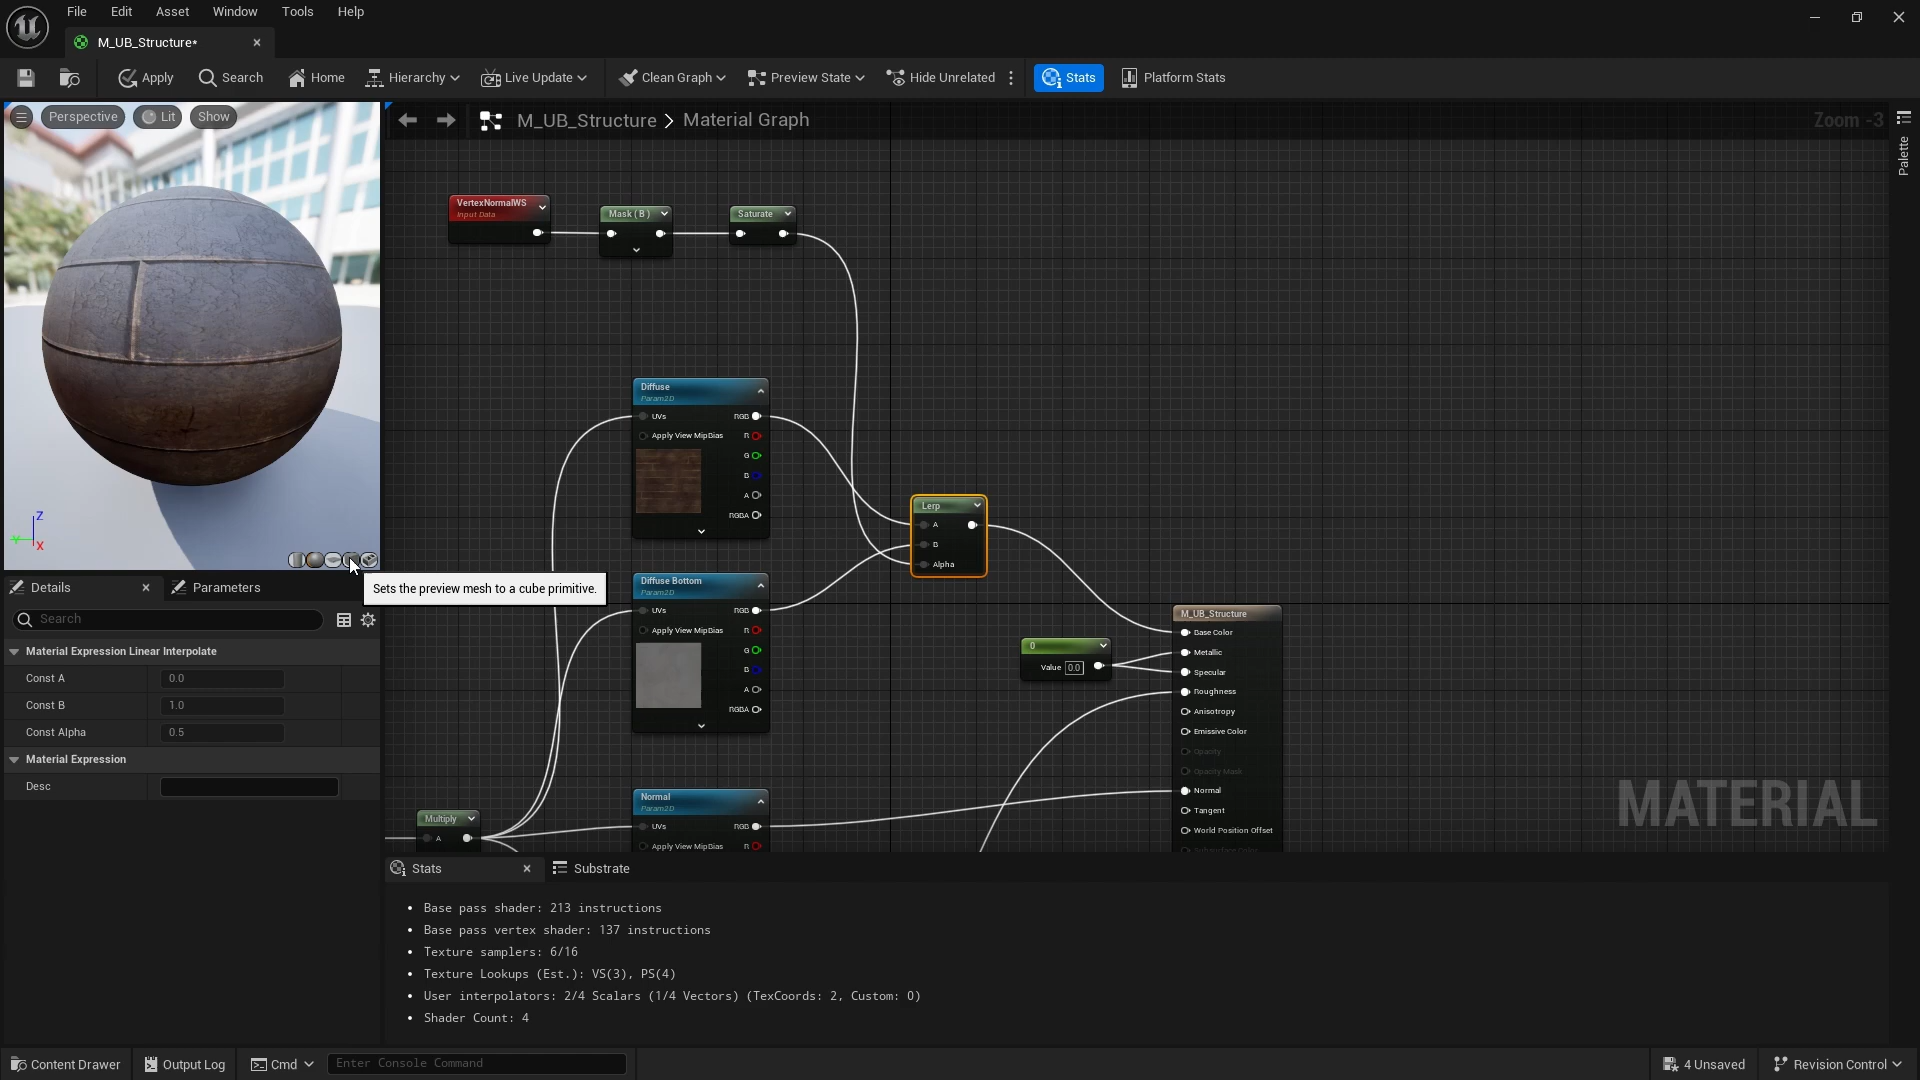 File Edit Asset Window Tools Help
M_UB_Structure*
Apply Search Home Hierarchy Live Update Clean Graph Preview State Hide Unrelated Stats Platform Stats
Perspective Lit Show
M_UB_Structure > Material Graph
Zoom -3
Palette
VertexNormalWS
Input Data
Mask ( B )
Saturate
Diffuse
Param2D
UVs RGB
Apply View MipBias R
G
B
A
RGBA
Lerp
A
B
Alpha
Diffuse Bottom
Param2D
UVs RGB
Apply View MipBias R
G
B
A
RGBA
0
Value 0.0
M_UB_Structure
Base Color
Metallic
Specular
Roughness
Anisotropy
Emissive Color
Opacity
Opacity Mask
Normal
Tangent
World Position Offset
Normal
Param2D
UVs RGB
Apply View MipBias R
Multiply
A
MATERIAL
Z
Y
X
Sets the preview mesh to a cube primitive.
Details Parameters
Search
Material Expression Linear Interpolate
Const A 0.0
Const B 1.0
Const Alpha 0.5
Material Expression
Desc
Stats Substrate
• Base pass shader: 213 instructions
• Base pass vertex shader: 137 instructions
• Texture samplers: 6/16
• Texture Lookups (Est.): VS(3), PS(4)
• User interpolators: 2/4 Scalars (1/4 Vectors) (TexCoords: 2, Custom: 0)
• Shader Count: 4
Content Drawer Output Log Cmd Enter Console Command 4 Unsaved Revision Control